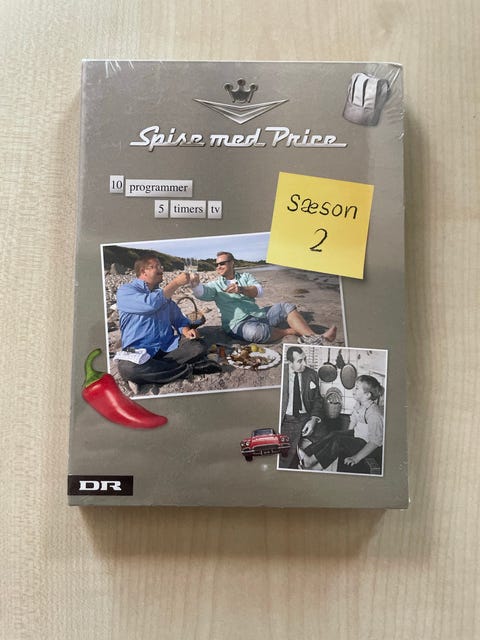 Spise med Price
10 programmer
5 timers tv
Sæson
2
DR